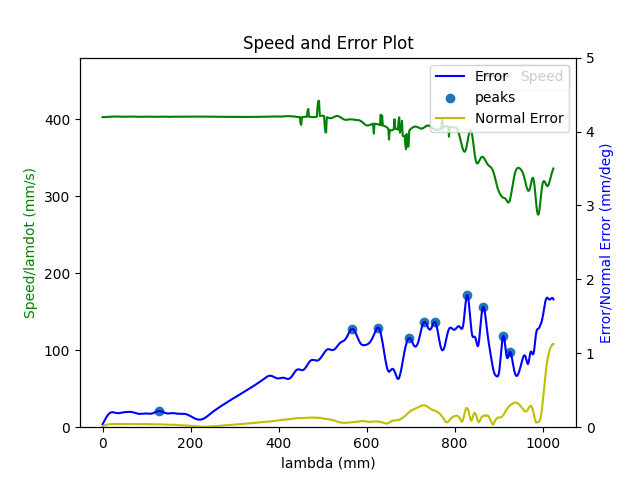 Speed and Error Plot
Error
Speed
peaks
Normal Error
Speed/lamdot (mm/s)
0
100
200
300
400
Error/Normal Error (mm/deg)
0
1
2
3
4
5
0
200
400
600
800
1000
lambda (mm)